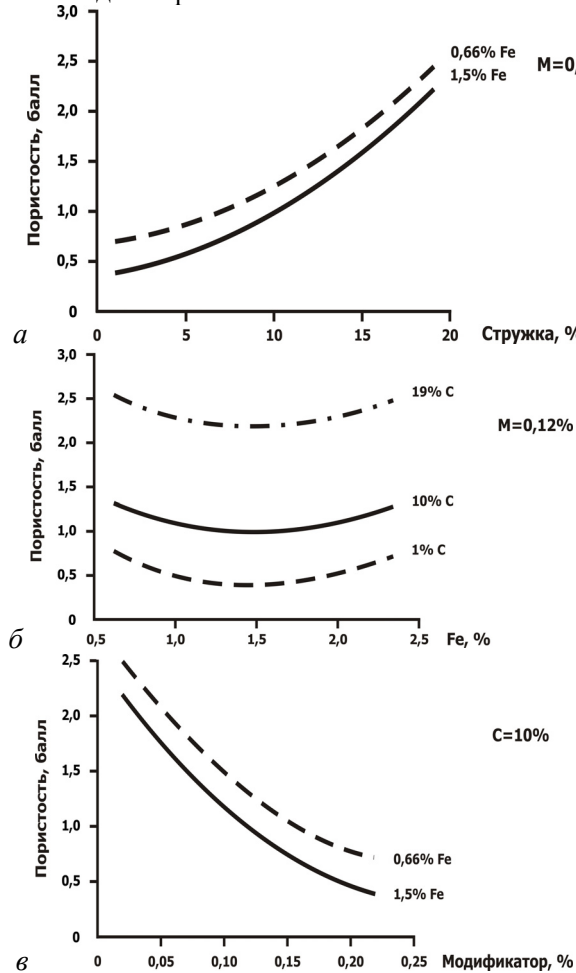 3,0
2,5
2,0
1,5
1,0
0,5
0
Пористость, балл
0,66% Fe
1,5% Fe
M=0,
0 5 10 15 20 Стружка, %
а
3,0
2,5
2,0
1,5
1,0
0,5
0
Пористость, балл
19% C
M=0,12%
10% C
1% C
0,5 1,0 1,5 2,0 2,5 Fe, %
б
2,5
2,0
1,5
1,0
0,5
0
Пористость, балл
C=10%
0,66% Fe
1,5% Fe
0 0,05 0,10 0,15 0,20 0,25 Модификатор, %
в